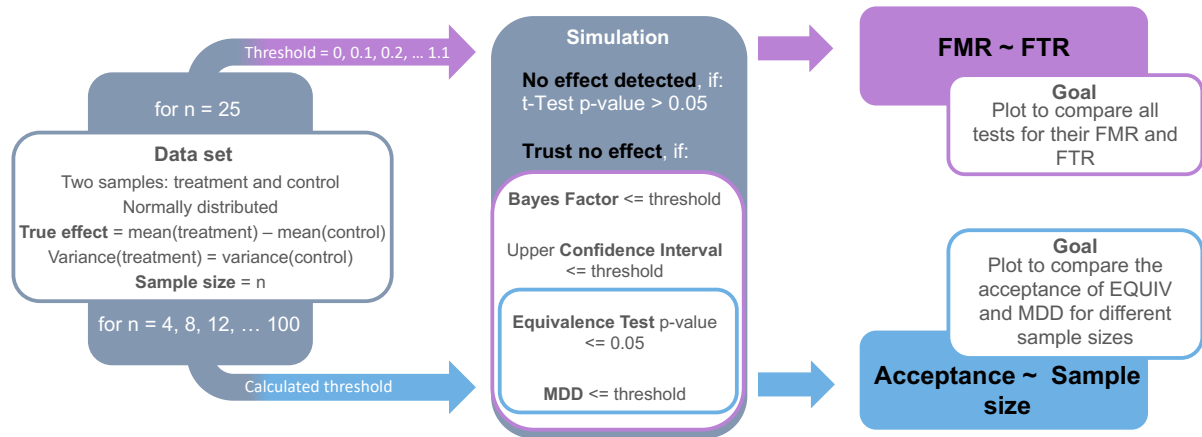 Threshold = 0, 0.1, 0.2, ... 1.1
for n = 25
Data set
Two samples: treatment and control
Normally distributed
True effect = mean(treatment) – mean(control)
Variance(treatment) = variance(control)
Sample size = n
for n = 4, 8, 12, ... 100
Calculated threshold
Simulation
No effect detected, if:
t-Test p-value > 0.05
Trust no effect, if:
Bayes Factor <= threshold
Upper Confidence Interval
<= threshold
Equivalence Test p-value
<= 0.05
MDD <= threshold
FMR ~ FTR
Goal
Plot to compare all
tests for their FMR and
FTR
Goal
Plot to compare the
acceptance of EQUIV
and MDD for different
sample sizes
Acceptance ~ Sample
size